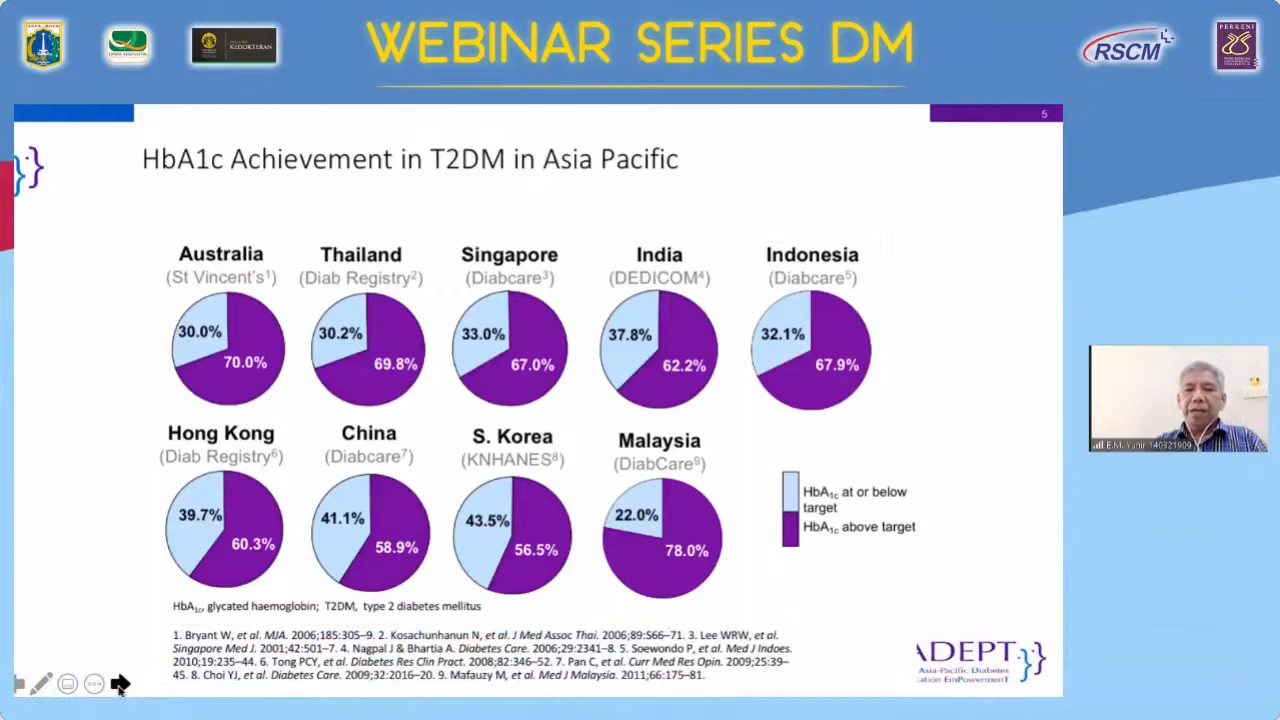 JAYA RAYA
WEBINAR SERIES DM
KEDOKTERAN
RSCM
PERKENI
5
HbA1c Achievement in T2DM in Asia Pacific
Australia
(St Vincent's¹)
30.0%
70.0%
Thailand
(Diab Registry²)
30.2%
69.8%
Singapore
(Diabcare³)
33.0%
67.0%
India
(DEDICOM⁴)
37.8%
62.2%
Indonesia
(Diabcare⁵)
32.1%
67.9%
Hong Kong
(Diab Registry⁶)
39.7%
60.3%
China
(Diabcare⁷)
41.1%
58.9%
S. Korea
(KNHANES⁸)
43.5%
56.5%
Malaysia
(DiabCare⁹)
22.0%
78.0%
HbA1c at or below
target
HbA1c above target
HbA1c, glycated haemoglobin; T2DM, type 2 diabetes mellitus
1. Bryant W, et al. MJA. 2006;185:305–9. 2. Kosachunhanun N, et al. J Med Assoc Thai. 2006;89:S66–71. 3. Lee WRW, et al.
Singapore Med J. 2001;42:501–7. 4. Nagpal J & Bhartia A. Diabetes Care. 2006;29:2341–8. 5. Soewondo P, et al. Med J Indoes.
2010;19:235–44. 6. Tong PCY, et al. Diabetes Res Clin Pract. 2008;82:346–52. 7. Pan C, et al. Curr Med Res Opin. 2009;25:39–
45. 8. Choi YJ, et al. Diabetes Care. 2009;32:2016–20. 9. Mafauzy M, et al. Med J Malaysia. 2011;66:175–81.
ADEPT
Asia-Pacific Diabetes
cation EmPowermenT
E.M. Yunir 140321909